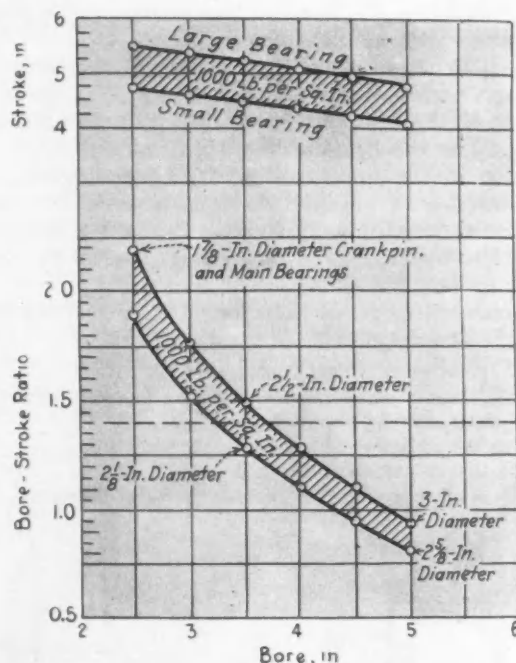 6
Large Bearing
5
1000 Lb. per Sq. In.
4
Small Bearing
Stroke, in
1 7/8-In. Diameter Crankpin
and Main Bearings
2 0
1.5
2 1/2-In. Diameter
000 Lb. per Sq. In.
2 1/8-In. Diameter
1.0
3-In.
Diameter
2 5/8-In.
Diameter
0.5
Bore - Stroke Ratio
2
3
4
5
6
Bore, in